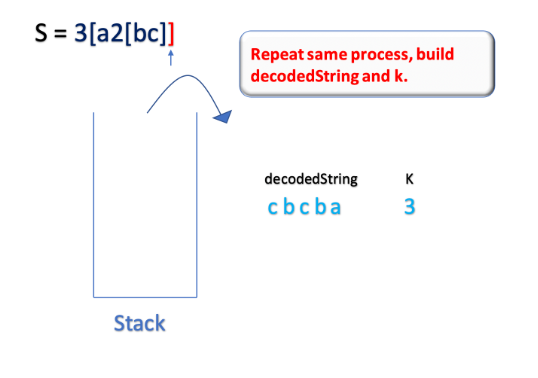 S = 3[a2[bc]]
Repeat same process, build
decodedString and k.
decodedString K
c b c b a 3
Stack